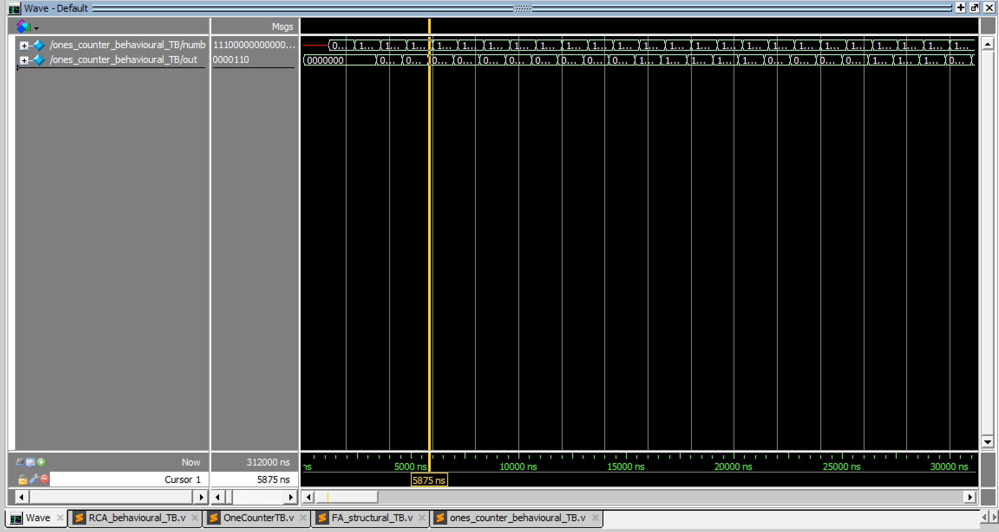 Wave - Default
Msgs
/ones_counter_behavioural_TB/numb 11100000000000... 0... 1... 1... 1... 1... 1... 1... 1... 1... 1... 1... 1... 1... 1... 1... 1... 1... 1... 1... 1... 1... 1... 1... 1... 1...
/ones_counter_behavioural_TB/out 0000110 0000000 0... 0... 0... 0... 0... 0... 0... 0... 0... 0... 1... 1... 1... 1... 1... 0... 0... 0... 0... 1... 1... 1... 0...
Now 312000 ns ns 5000 ns 10000 ns 15000 ns 20000 ns 25000 ns 30000 ns
Cursor 1 5875 ns 5875 ns
Wave RCA_behavioural_TB.v OneCounterTB.v FA_structural_TB.v ones_counter_behavioural_TB.v